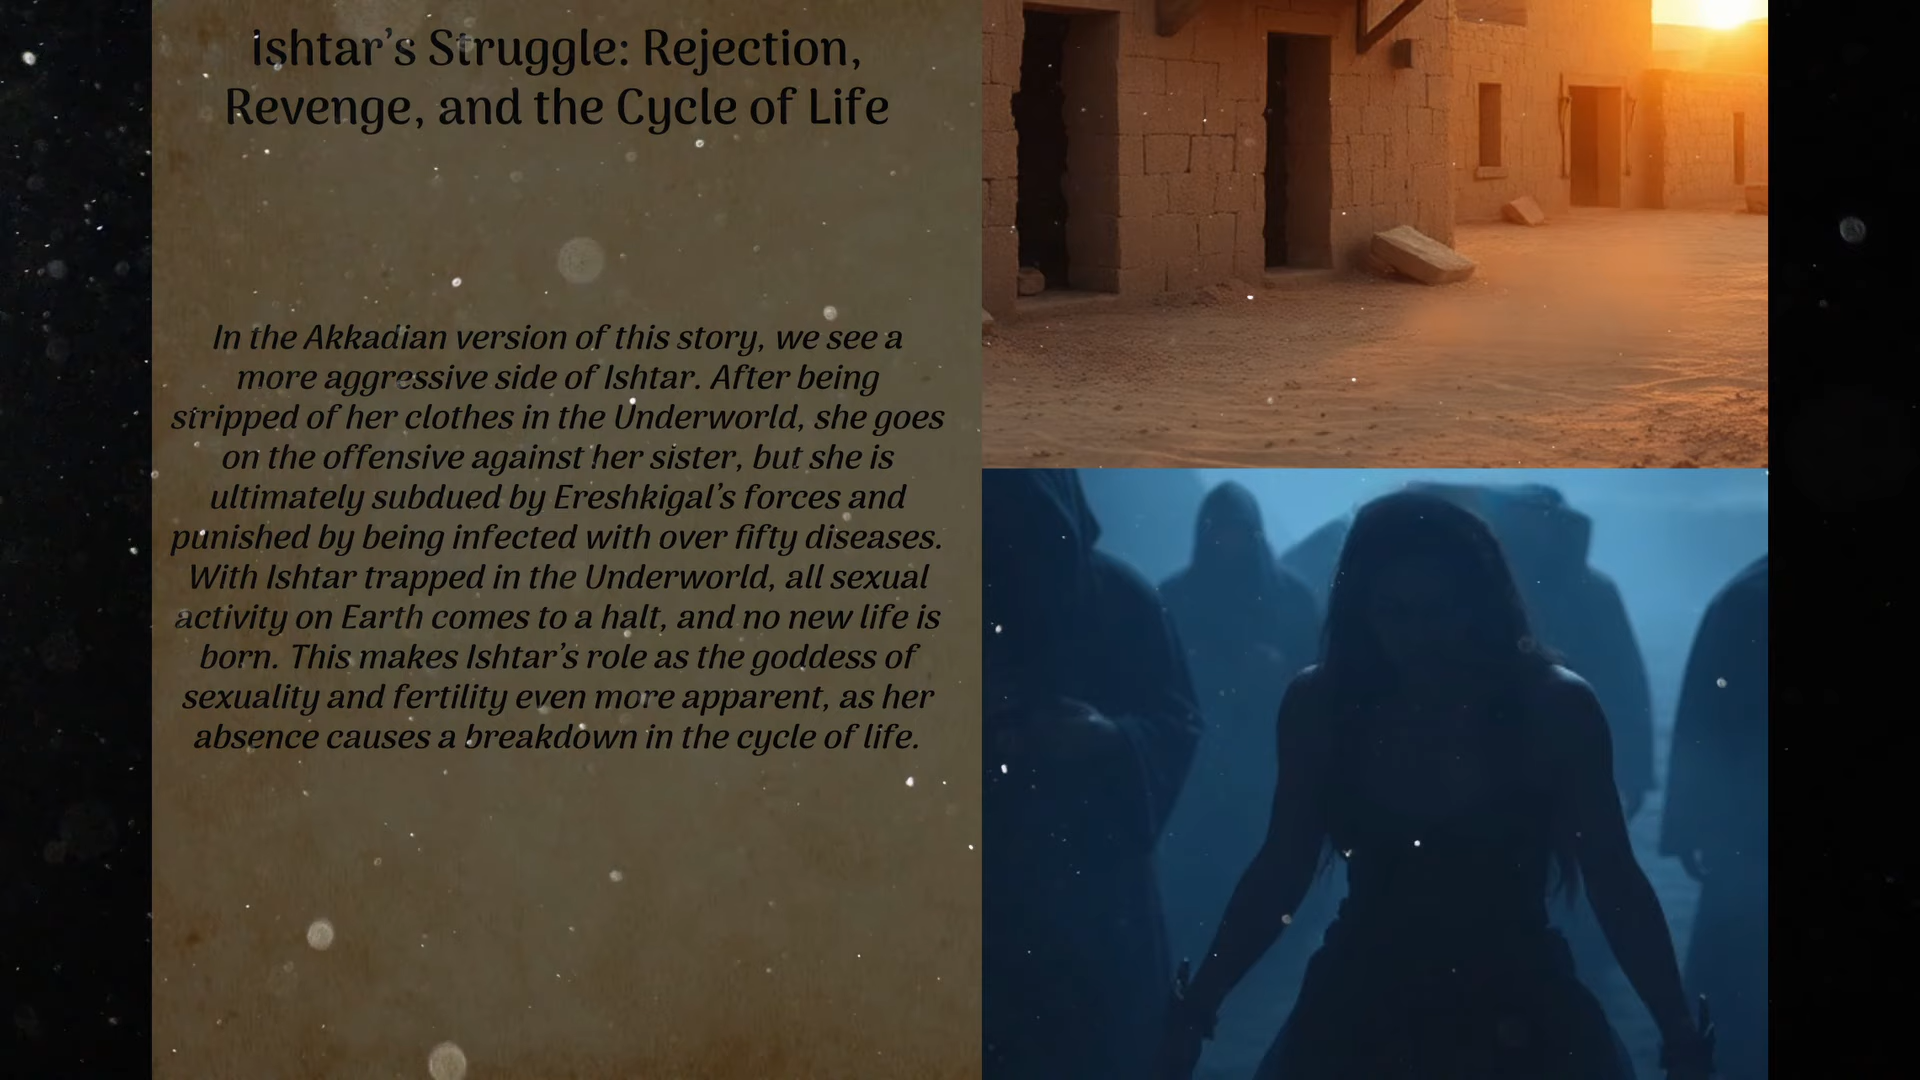 Ishtar’s Struggle: Rejection,
Revenge, and the Cycle of Life
In the Akkadian version of this story, we see a
more aggressive side of Ishtar. After being
stripped of her clothes in the Underworld, she goes
on the offensive against her sister, but she is
ultimately subdued by Ereshkigal’s forces and
punished by being infected with over fifty diseases.
With Ishtar trapped in the Underworld, all sexual
activity on Earth comes to a halt, and no new life is
born. This makes Ishtar’s role as the goddess of
sexuality and fertility even more apparent, as her
absence causes a breakdown in the cycle of life.